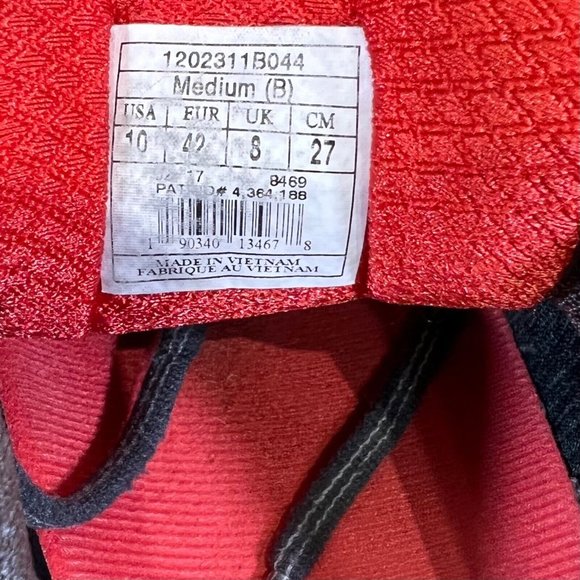 1202311B044
Medium (B)
USA EUR UK CM
10 42 8 27
17 8469
# 4,364,188
1 90340 13467 8
MADE IN VIETNAM
FABRIQUE AU VIETNAM